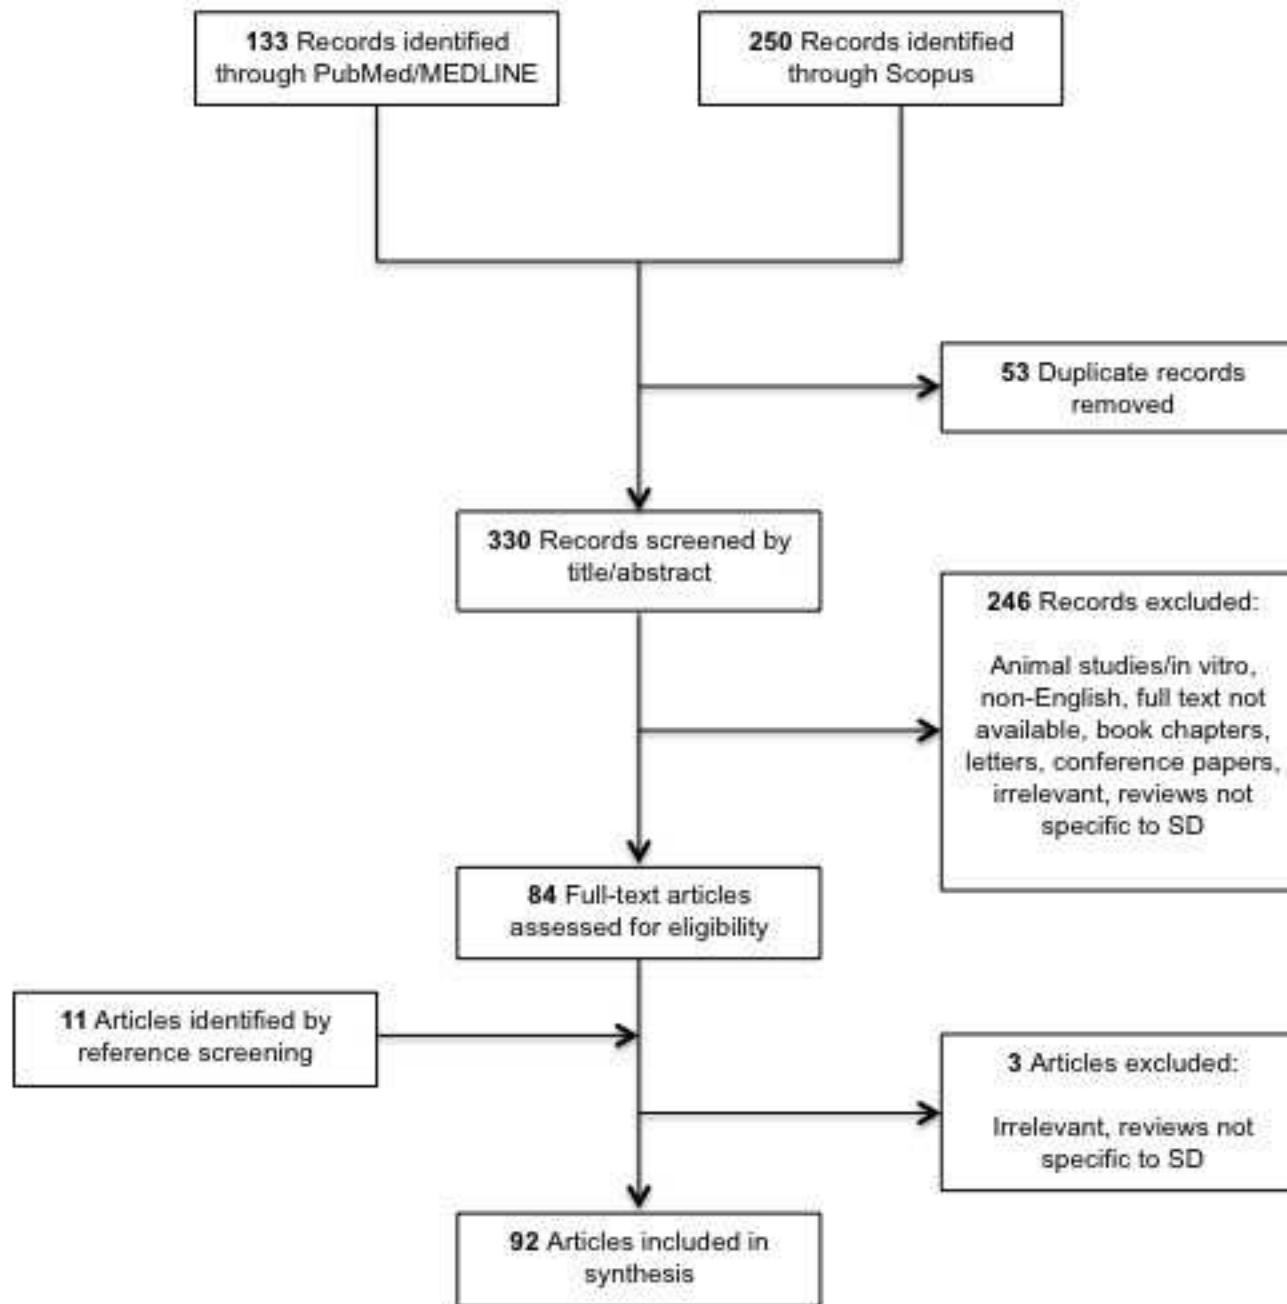 133 Records identified
through PubMed/MEDLINE
250 Records identified
through Scopus
53 Duplicate records
removed
330 Records screened by
title/abstract
246 Records excluded:
Animal studies/in vitro,
non-English, full text not
available, book chapters,
letters, conference papers,
irrelevant, reviews not
specific to SD
84 Full-text articles
assessed for eligibility
11 Articles identified by
reference screening
3 Articles excluded:
Irrelevant, reviews not
specific to SD
92 Articles included in
synthesis